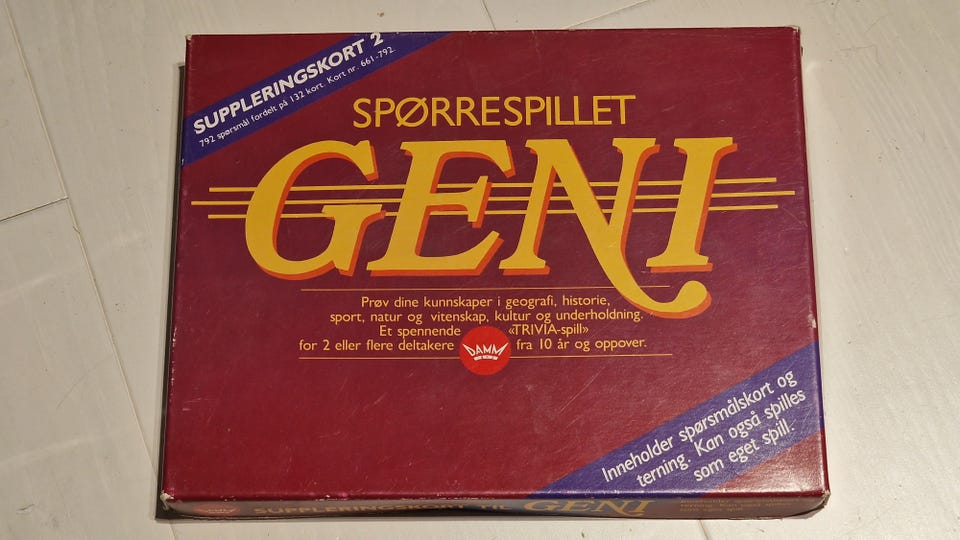 SUPPLERINGSKORT 2
792 spørsmål fordelt på 132 kort. Kort nr. 661-792.
SPØRRESPILLET
GENI
Prøv dine kunnskaper i geografi, historie,
sport, natur og vitenskap, kultur og underholdning.
Et spennende «TRIVIA-spill»
for 2 eller flere deltakere fra 10 år og oppover.
DAMM
Inneholder spørsmålskort og
terning. Kan også spilles
som eget spill.
SUPPLERINGSKORT TIL GENI